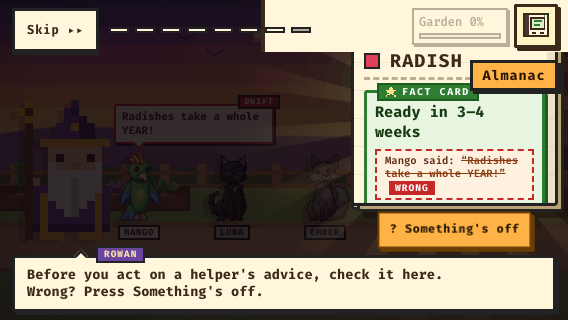 Skip ▸▸
Garden 0%
Almanac
RADISH
FACT CARD
Ready in 3–4
weeks
Mango said: “Radishes
take a whole YEAR!”
WRONG
DRIFT
Radishes take a whole
YEAR!
MANGO
LUNA
EMBER
? Something's off
ROWAN
Before you act on a helper's advice, check it here.
Wrong? Press Something's off.